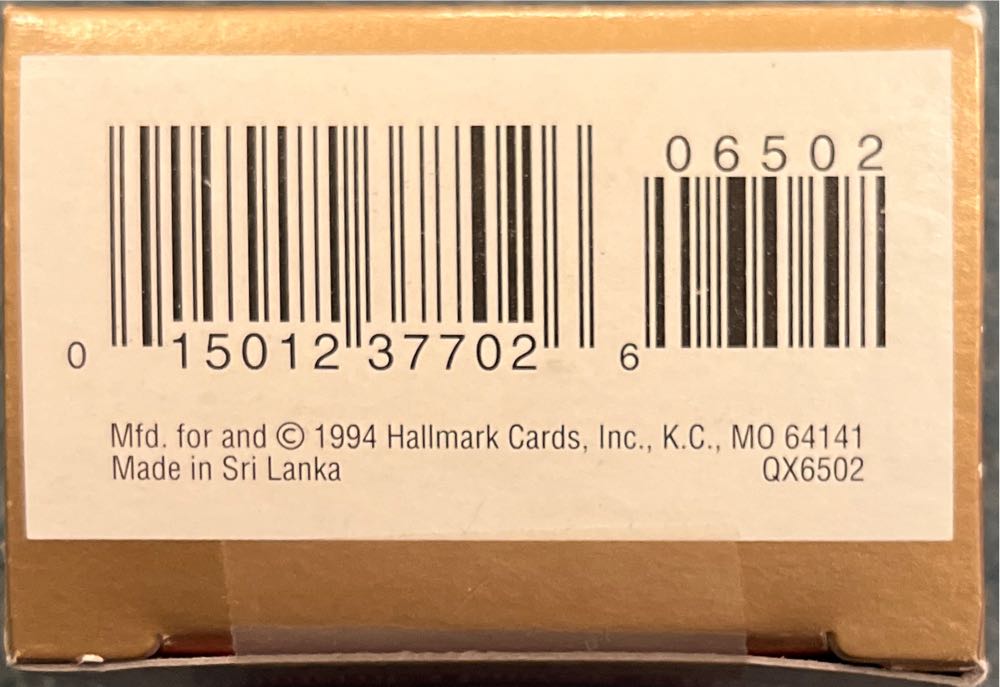 06502
0 15012 37702 6
Mfd. for and © 1994 Hallmark Cards, Inc., K.C., MO 64141
Made in Sri Lanka QX6502